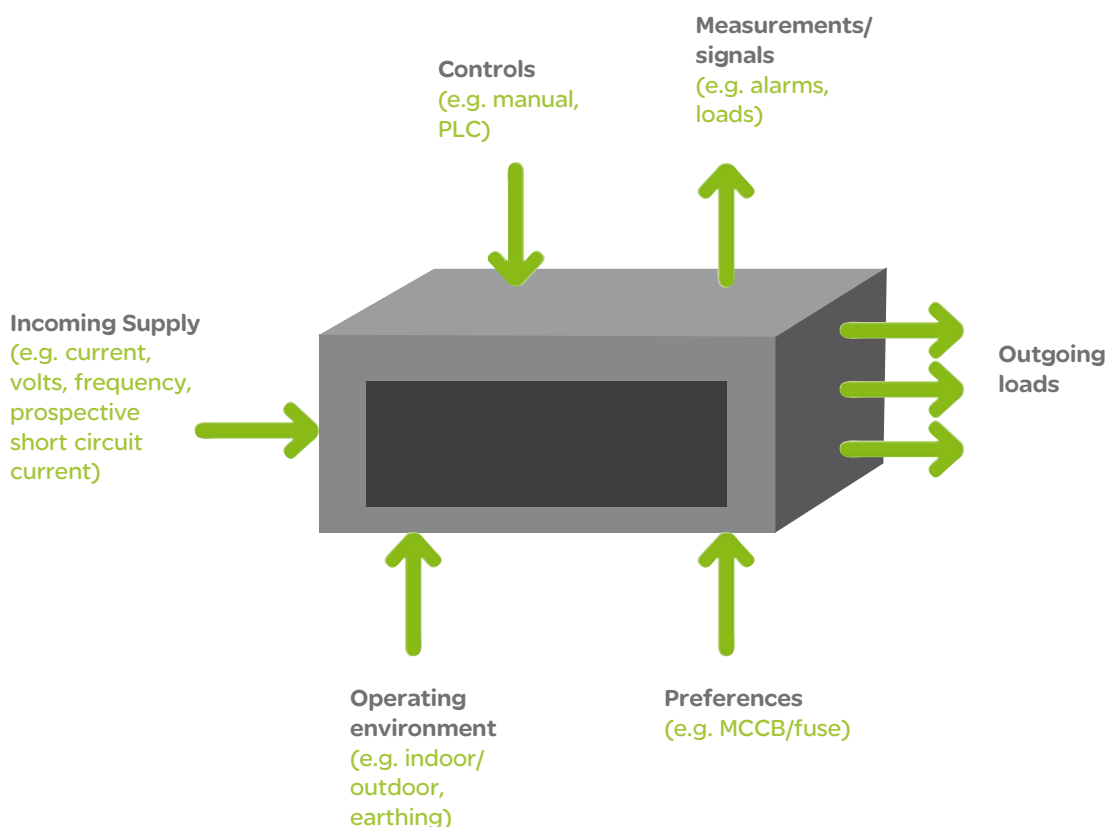 Measurements/
signals
(e.g. alarms,
loads)
Controls
(e.g. manual,
PLC)
Incoming Supply
(e.g. current,
volts, frequency,
prospective
short circuit
current)
Outgoing
loads
Operating
environment
(e.g. indoor/
outdoor,
earthing)
Preferences
(e.g. MCCB/fuse)